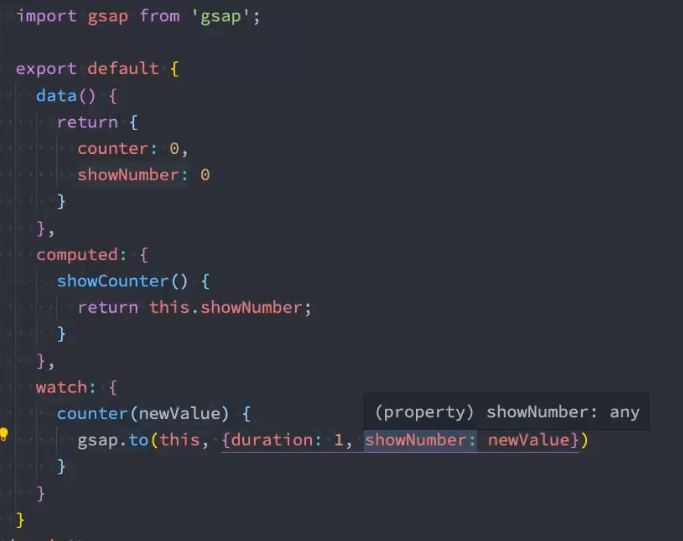 import gsap from 'gsap';
export default {
data() {
return {
counter: 0,
showNumber: 0
}
},
computed: {
showCounter() {
return this.showNumber;
}
},
watch: {
counter(newValue) {
(property) showNumber: any
gsap.to(this, {duration: 1, showNumber: newValue})
}
}
}